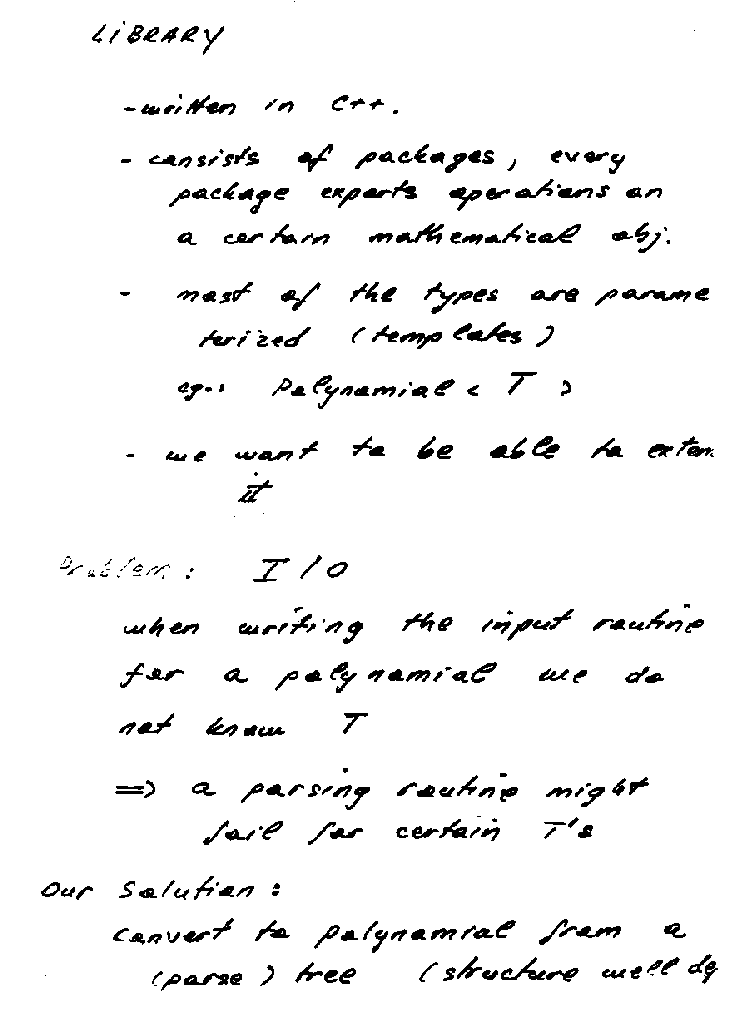 LIBRARY
- written in C++.
- consists of packages, every
package exports operations on
a certain mathematical obj.
- most of the types are parame
terized (templates)
eg.: Polynomial < T >
- we want to be able to exten
it
Problem: I/O
when writing the input routine
for a polynomial we do
not know T
=> a parsing routine might
fail for certain T's
Our Solution:
convert to polynomial from a
(parse) tree (structure well de